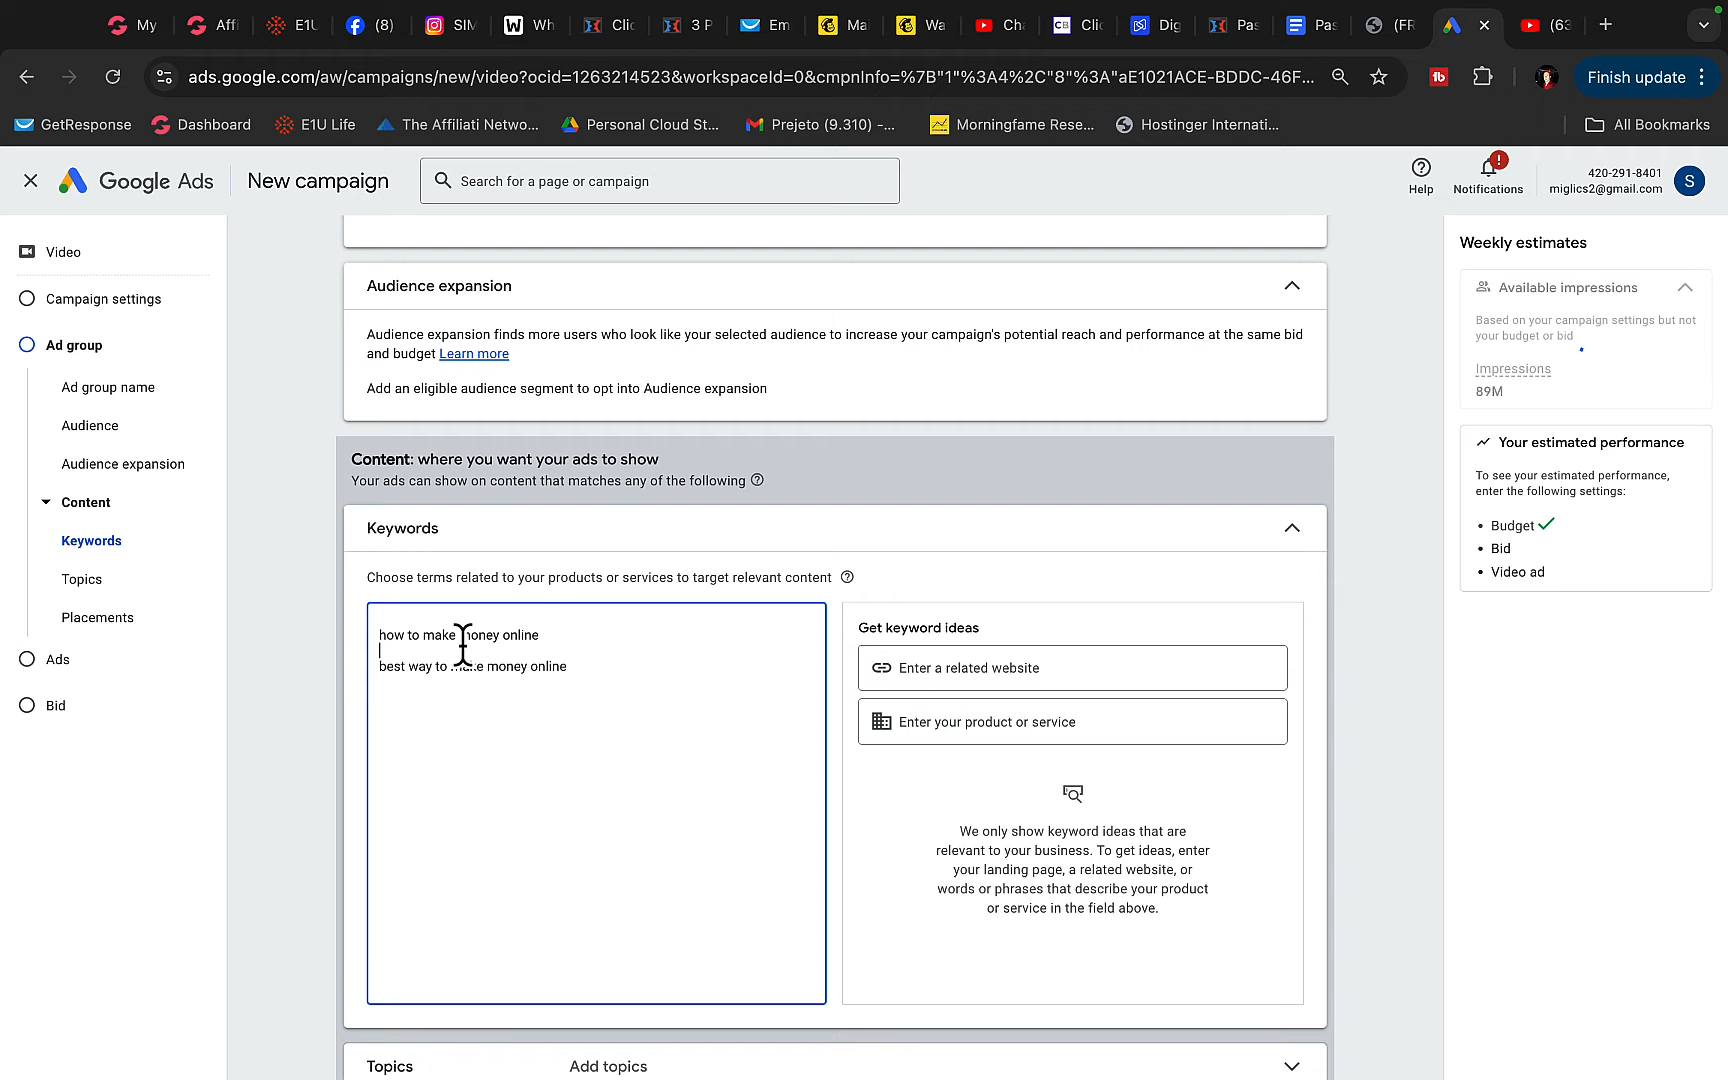 My
Affi
E1U
(8)
SIM
Wh
Clic
3 P
Em
Mai
Wa
Cha
Clic
Dig
Pas
Pas
(FR
(63
ads.google.com/aw/campaigns/new/video?ocid=1263214523&workspaceId=0&cmpnInfo=%7B"1"%3A4%2C"8"%3A"aE1021ACE-BDDC-46F...
Finish update
GetResponse
Dashboard
E1U Life
The Affiliati Netwo...
Personal Cloud St...
Prejeto (9.310) -...
Morningfame Rese...
Hostinger Internati...
All Bookmarks
Google Ads
New campaign
Search for a page or campaign
Help
Notifications
420-291-8401
miglics2@gmail.com
S
Video
Campaign settings
Ad group
Ad group name
Audience
Audience expansion
Content
Keywords
Topics
Placements
Ads
Bid
Audience expansion
Audience expansion finds more users who look like your selected audience to increase your campaign's potential reach and performance at the same bid
and budget Learn more
Add an eligible audience segment to opt into Audience expansion
Content: where you want your ads to show
Your ads can show on content that matches any of the following
Keywords
Choose terms related to your products or services to target relevant content
how to make money online
best way to make money online
Get keyword ideas
Enter a related website
Enter your product or service
We only show keyword ideas that are
relevant to your business. To get ideas, enter
your landing page, a related website, or
words or phrases that describe your product
or service in the field above.
Topics
Add topics
Weekly estimates
Available impressions
Based on your campaign settings but not
your budget or bid
Impressions
89M
Your estimated performance
To see your estimated performance,
enter the following settings:
• Budget
• Bid
• Video ad